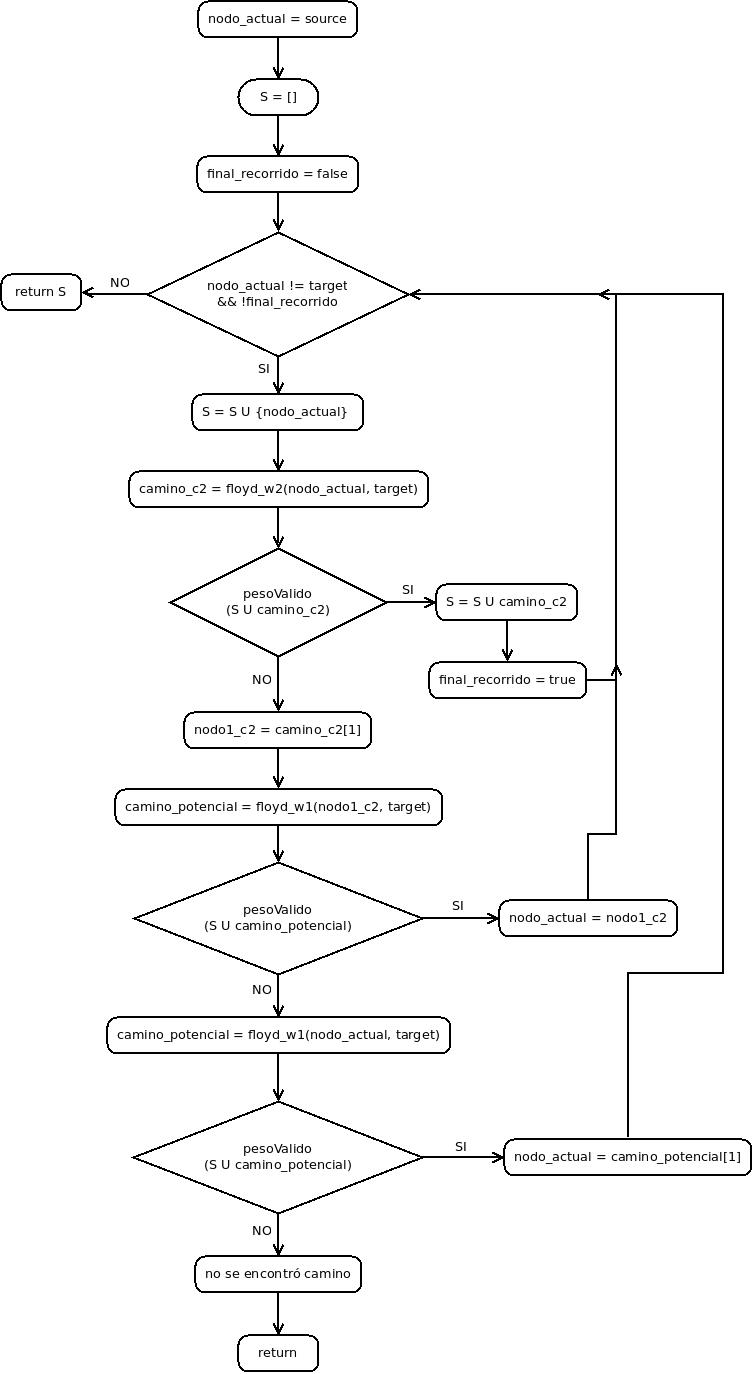 nodo_actual = source
S = []
final_recorrido = false
nodo_actual != target
&& !final_recorrido
NO
return S
SI
S = S U {nodo_actual}
camino_c2 = floyd_w2(nodo_actual, target)
pesoValido
(S U camino_c2)
SI
S = S U camino_c2
final_recorrido = true
NO
nodo1_c2 = camino_c2[1]
camino_potencial = floyd_w1(nodo1_c2, target)
pesoValido
(S U camino_potencial)
SI
nodo_actual = nodo1_c2
NO
camino_potencial = floyd_w1(nodo_actual, target)
pesoValido
(S U camino_potencial)
SI
nodo_actual = camino_potencial[1]
NO
no se encontró camino
return